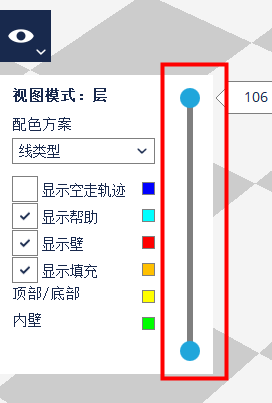 视图模式：层
106
配色方案
线类型
显示空走轨迹
显示帮助
显示壁
显示填充
顶部/底部
内壁